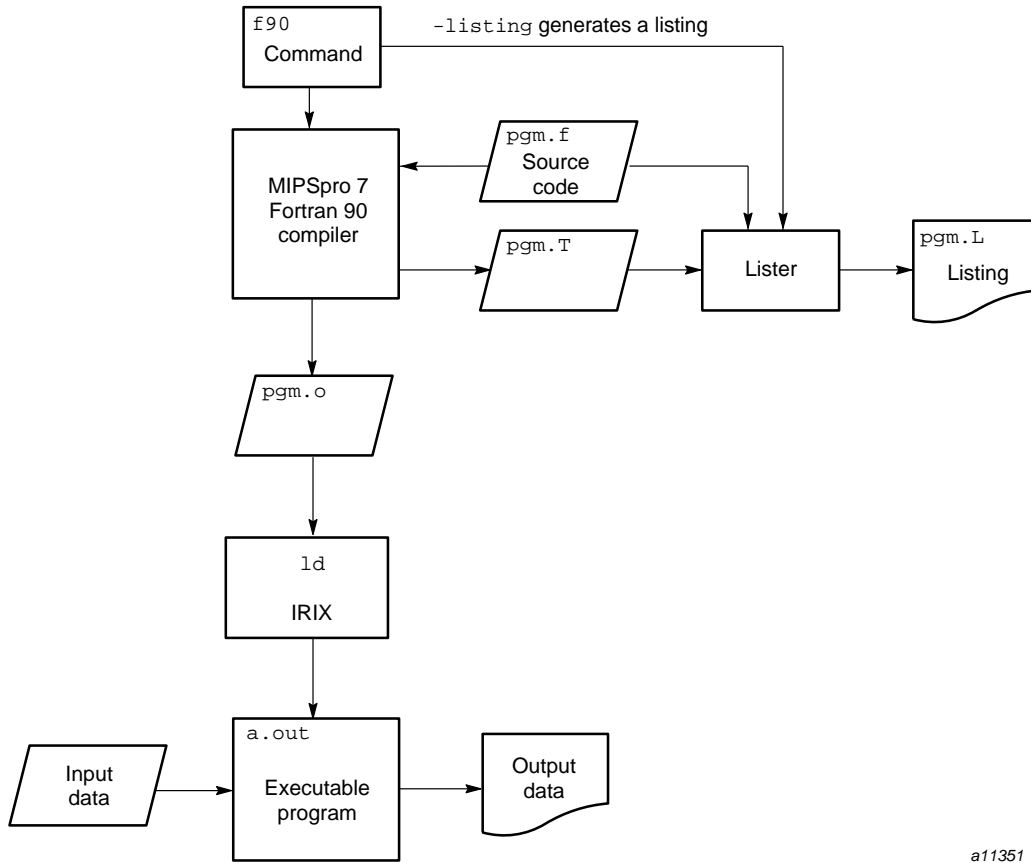 f90
Command
-listing generates a listing
MIPSpro 7
Fortran 90
compiler
pgm.f
Source
code
pgm.T
Lister
pgm.L
Listing
pgm.o
ld
IRIX
a.out
Executable
program
Input
data
Output
data
a11351